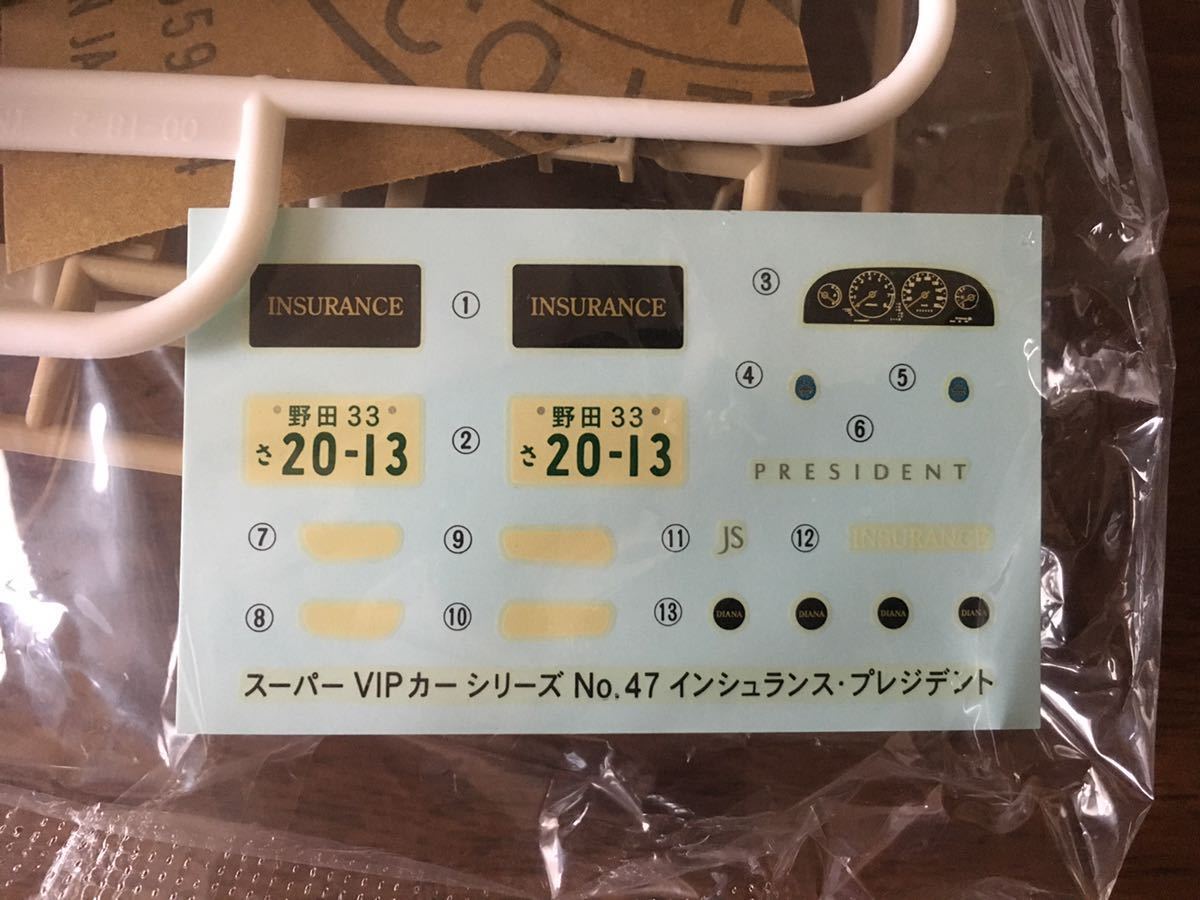 INSURANCE ① INSURANCE
③
④ ⑤
野田 33
さ 20-13
②
野田 33
さ 20-13
⑥
PRESIDENT
⑦ ⑨ ⑪ JS ⑫ INSURANCE
⑧ ⑩ ⑬ DIANA DIANA DIANA DIANA
スーパー VIPカー シリーズ No.47 インシュランス・プレジデント